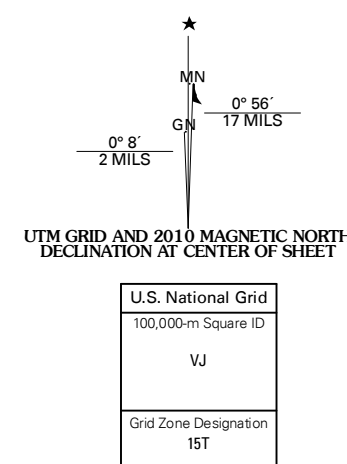 MN
0° 56´
17 MILS
GN
0° 8´
2 MILS
UTM GRID AND 2010 MAGNETIC NORTH
DECLINATION AT CENTER OF SHEET
U.S. National Grid
100,000-m Square ID
VJ
Grid Zone Designation
15T